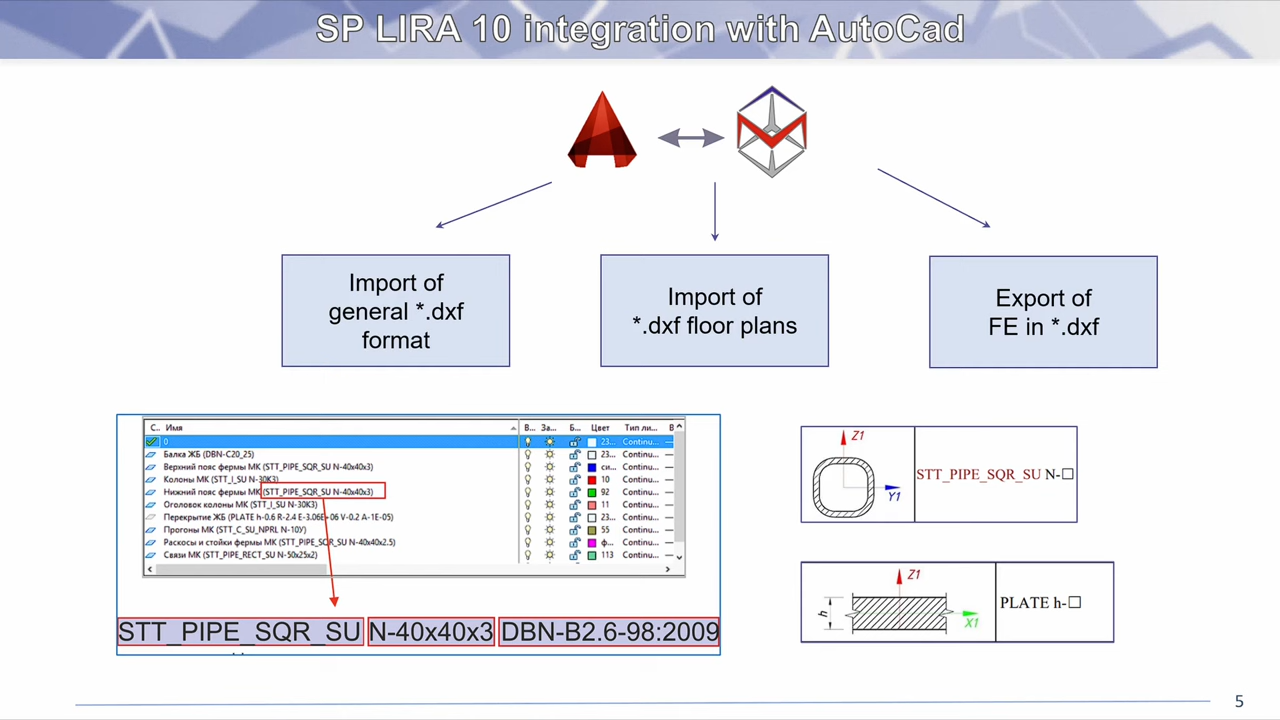 SP LIRA 10 integration with AutoCad
Import of
general *.dxf
format
Import of
*.dxf floor plans
Export of
FE in *.dxf
С.. Имя В... За... Б... Цвет Тип ли... В
0 23... Continu...
Балка ЖБ (DBN-C20_25) 23... Continu...
Верхний пояс фермы МК (STT_PIPE_SQR_SU N-40x40x3) си... Continu...
Колоны МК (STT_I_SU N-30K3) 10 Continu...
Нижний пояс фермы МК (STT_PIPE_SQR_SU N-40x40x3) 92 Continu...
Оголовок колоны МК (STT_I_SU N-30K3) 11 Continu...
Перекрытие ЖБ (PLATE h-0.6 R-2.4 E-3.06E+06 V-0.2 A-1E-05) 23... Continu...
Прогоны МК (STT_C_SU_NPRL N-10У) 55 Continu...
Раскосы и стойки фермы МК (STT_PIPE_SQR_SU N-40x40x2.5) ф... Continu...
Связи МК (STT_PIPE_RECT_SU N-50x25x2) 113 Continu...
STT_PIPE_SQR_SU N-40x40x3 DBN-B2.6-98:2009
Z1
Y1
STT_PIPE_SQR_SU N-☐
Z1
h
X1
PLATE h-☐
5